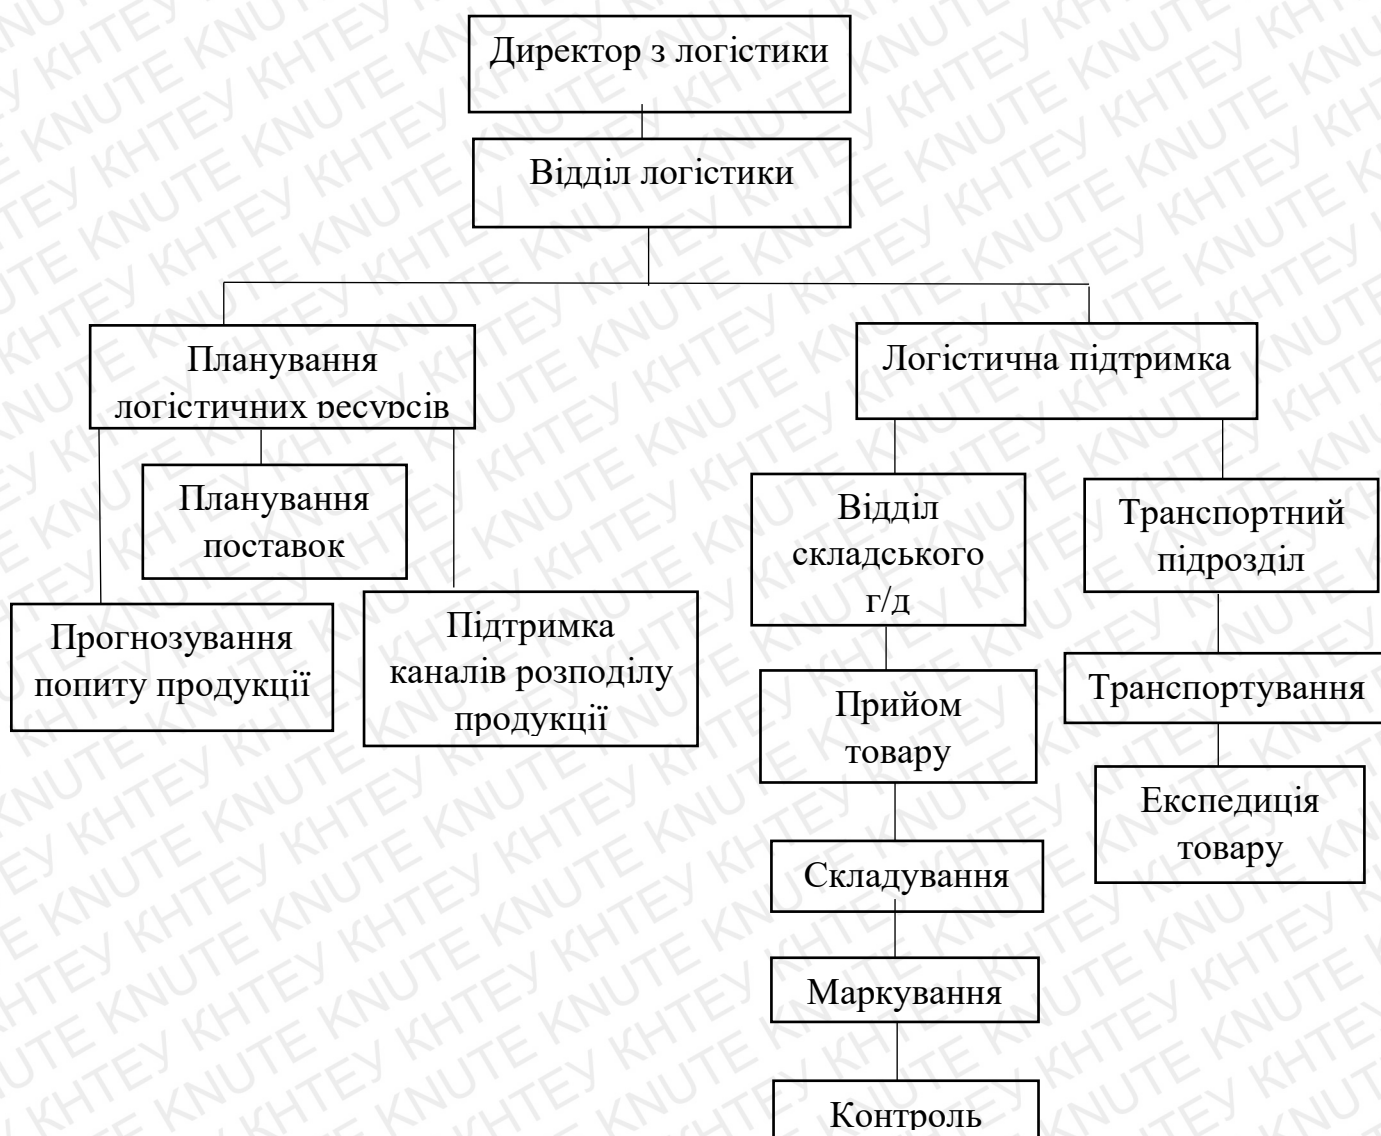 Директор з логістики
Відділ логістики
Планування
логістичних ресурсів
Логістична підтримка
Планування
поставок
Прогнозування
попиту продукції
Підтримка
каналів розподілу
продукції
Відділ
складського
г/д
Транспортний
підрозділ
Прийом
товару
Транспортування
Експедиція
товару
Складування
Маркування
Контроль